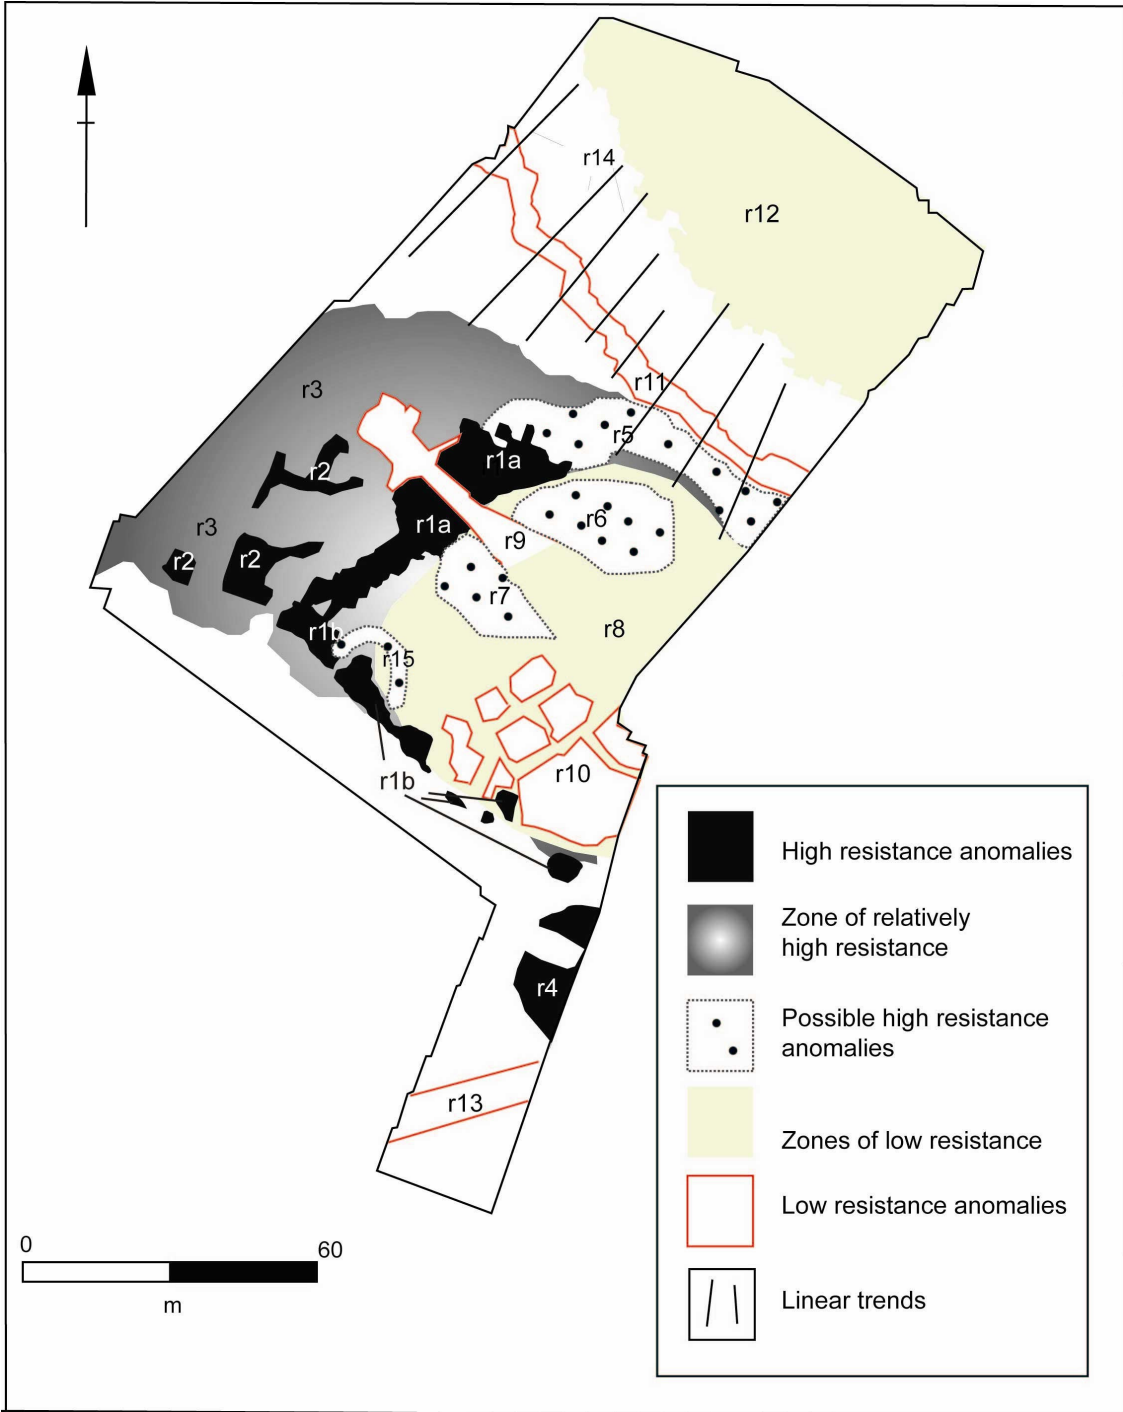 r14
r12
r11
r3
r5
r1a
r2
r6
r1a
r3
r9
r2
r2
r7
r8
r1b
r15
r10
r1b
High resistance anomalies
Zone of relatively
high resistance
r4
Possible high resistance
anomalies
r13
Zones of low resistance
Low resistance anomalies
0
60
Linear trends
m